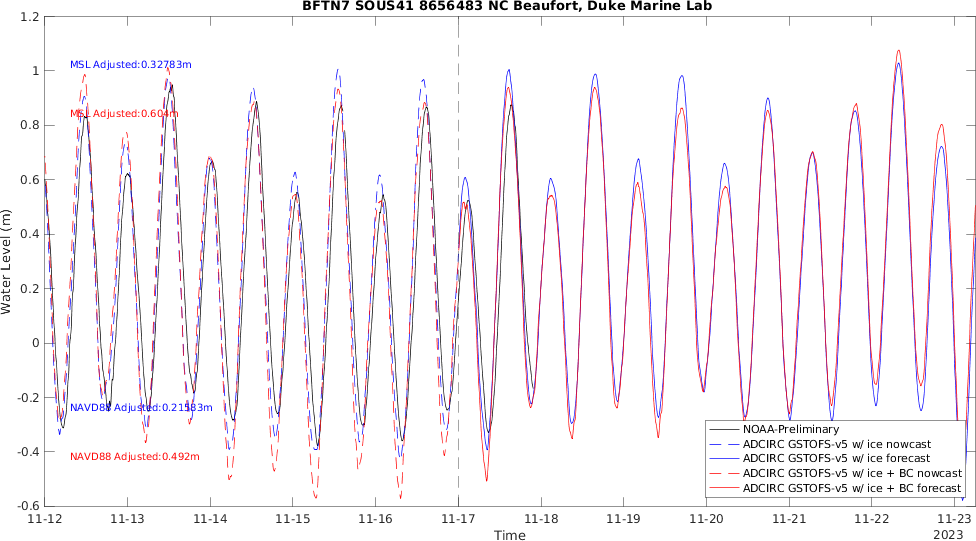 BFTN7 SOUS41 8656483 NC Beaufort, Duke Marine Lab
1.2
1
0.8
0.6
0.4
0.2
0
-0.2
-0.4
-0.6
Water Level (m)
MSL Adjusted:0.32783m
MSL Adjusted:0.604m
NAVD88 Adjusted:0.21583m
NAVD88 Adjusted:0.492m
NOAA-Preliminary
ADCIRC GSTOFS-v5 w/ ice nowcast
ADCIRC GSTOFS-v5 w/ ice forecast
ADCIRC GSTOFS-v5 w/ ice + BC nowcast
ADCIRC GSTOFS-v5 w/ ice + BC forecast
11-12 11-13 11-14 11-15 11-16 11-17 11-18 11-19 11-20 11-21 11-22 11-23
2023
Time